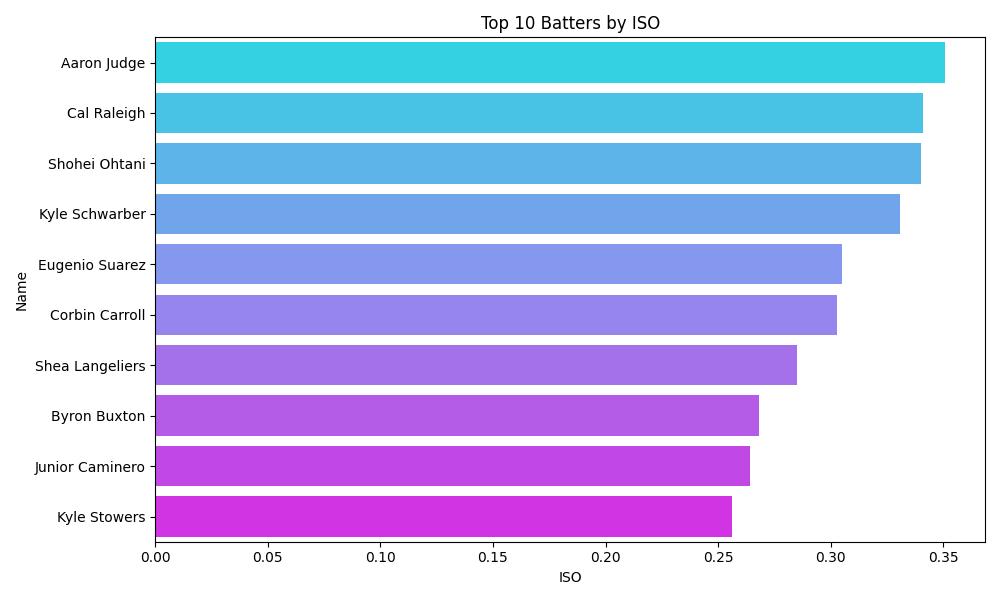 Top 10 Batters by ISO
Aaron Judge
Cal Raleigh
Shohei Ohtani
Kyle Schwarber
Eugenio Suarez
Corbin Carroll
Shea Langeliers
Byron Buxton
Junior Caminero
Kyle Stowers
Name
0.00 0.05 0.10 0.15 0.20 0.25 0.30 0.35
ISO